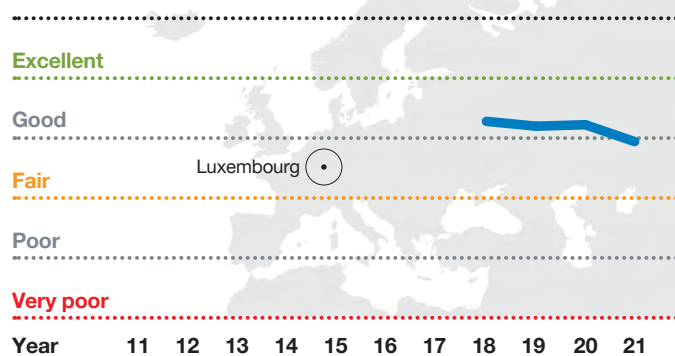 Excellent
Good
Luxembourg
Fair
Poor
Very poor
Year 11 12 13 14 15 16 17 18 19 20 21